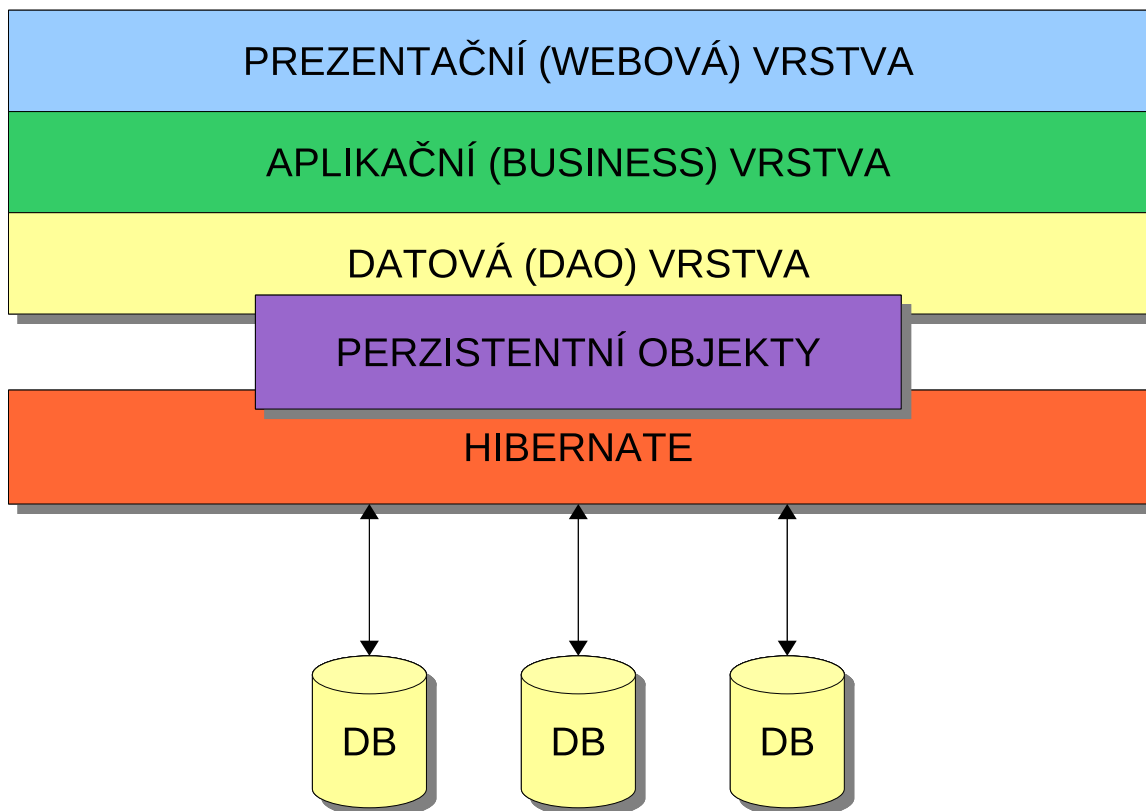 PREZENTAČNÍ (WEBOVÁ) VRSTVA
APLIKAČNÍ (BUSINESS) VRSTVA
DATOVÁ (DAO) VRSTVA
PERZISTENTNÍ OBJEKTY
HIBERNATE
DB DB DB